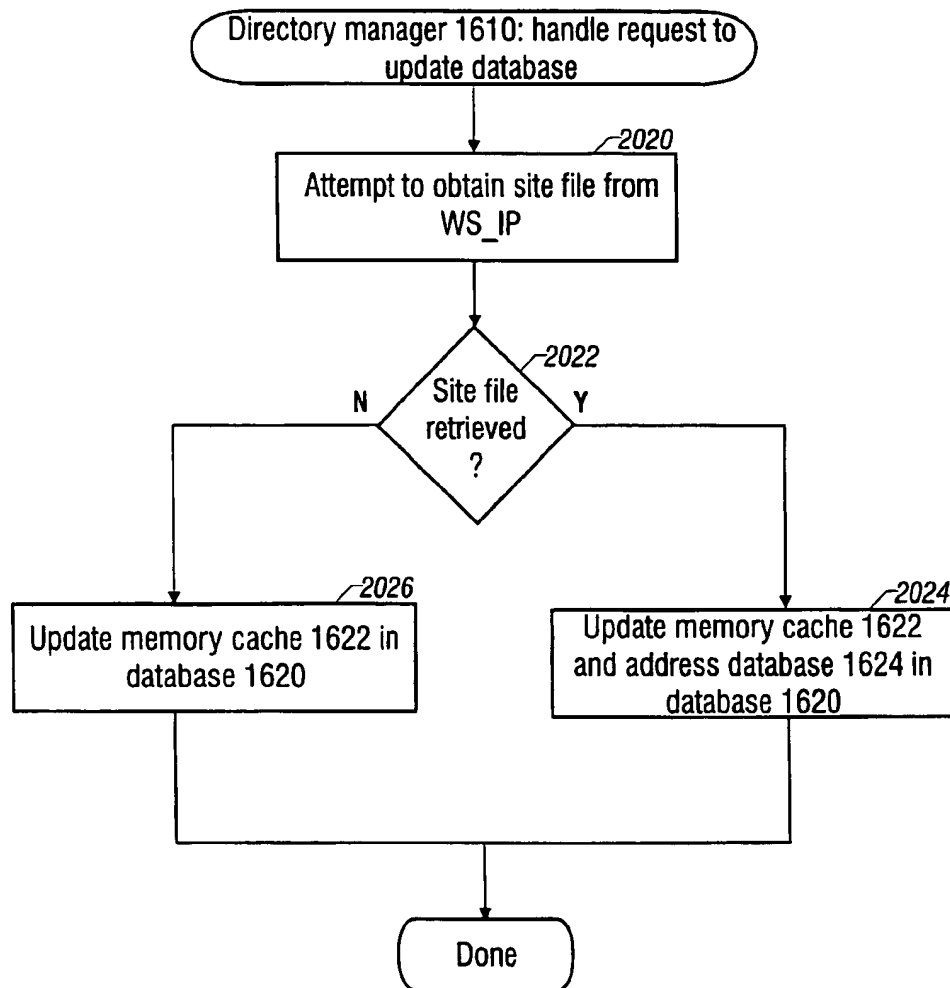 Directory manager 1610: handle request to
update database
2020
Attempt to obtain site file from
WS_IP
2022
N
Site file
Y
retrieved
?
2026
Update memory cache 1622 in
database 1620
2024
Update memory cache 1622
and address database 1624 in
database 1620
Done